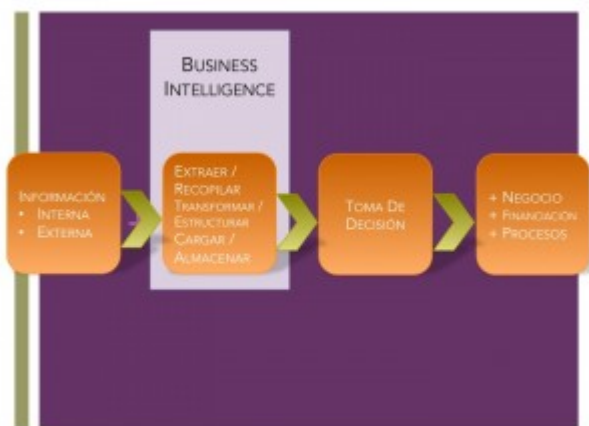 BUSINESS
INTELLIGENCE
INFORMACIÓN
• INTERNA
• EXTERNA
EXTRAER /
RECOPILAR
TRANSFORMAR /
ESTRUCTURAR
CARGAR /
ALMACENAR
TOMA DE
DECISIÓN
+ NEGOCIO
+ FINANCIACIÓN
+ PROCESOS